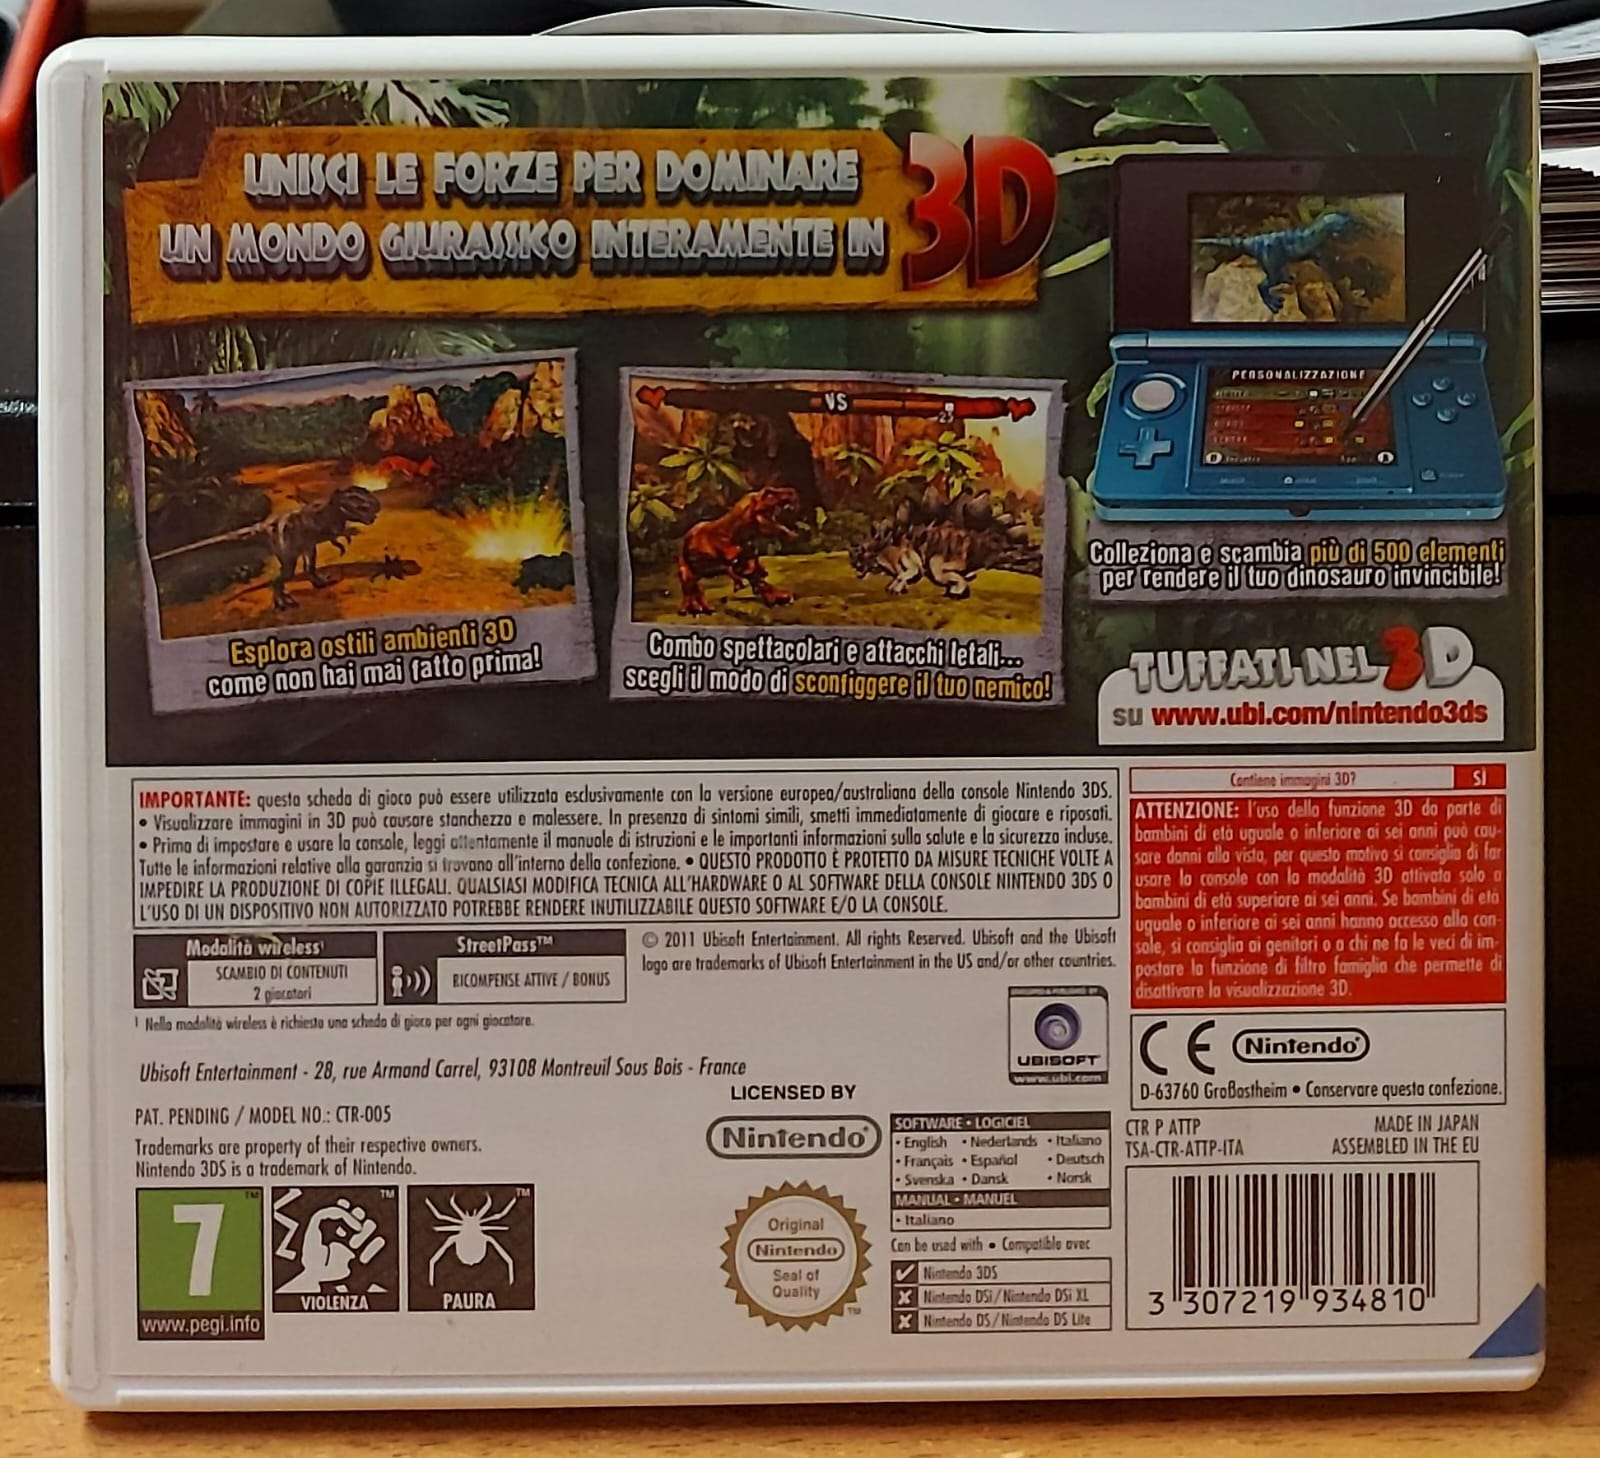 UNISCI LE FORZE PER DOMINARE
UN MONDO GIURASSICO INTERAMENTE IN 3D
VS
PERSONALIZZAZIONE
Esplora ostili ambienti 3D
come non hai mai fatto prima!
Combo spettacolari e attacchi letali...
scegli il modo di sconfiggere il tuo nemico!
Colleziona e scambia più di 500 elementi
per rendere il tuo dinosauro invincibile!
TUFFATI NEL 3D
su www.ubi.com/nintendo3ds
IMPORTANTE: questa scheda di gioco può essere utilizzata esclusivamente con la versione europea/australiana della console Nintendo 3DS.
• Visualizzare immagini in 3D può causare stanchezza e malessere. In presenza di sintomi simili, smetti immediatamente di giocare e riposati.
• Prima di impostare e usare la console, leggi attentamente il manuale di istruzioni e le importanti informazioni sulla salute e la sicurezza incluse.
Tutte le informazioni relative alla garanzia si trovano all'interno della confezione. • QUESTO PRODOTTO È PROTETTO DA MISURE TECNICHE VOLTE A
IMPEDIRE LA PRODUZIONE DI COPIE ILLEGALI. QUALSIASI MODIFICA TECNICA ALL'HARDWARE O AL SOFTWARE DELLA CONSOLE NINTENDO 3DS O
L'USO DI UN DISPOSITIVO NON AUTORIZZATO POTREBBE RENDERE INUTILIZZABILE QUESTO SOFTWARE E/O LA CONSOLE.
Contiene immagini 3D? SÌ
ATTENZIONE: l'uso della funzione 3D da parte di
bambini di età uguale o inferiore ai sei anni può cau-
sare danni alla vista, per questo motivo si consiglia di far
usare la console con la modalità 3D attivata solo a
bambini di età superiore ai sei anni. Se bambini di età
uguale o inferiore ai sei anni hanno accesso alla con-
sole, si consiglia ai genitori o a chi ne fa le veci di im-
postare la funzione di filtro famiglia che permette di
disattivare la visualizzazione 3D.
Modalità wireless¹
SCAMBIO DI CONTENUTI
2 giocatori
StreetPass™
RICOMPENSE ATTIVE / BONUS
© 2011 Ubisoft Entertainment. All rights Reserved. Ubisoft and the Ubisoft
logo are trademarks of Ubisoft Entertainment in the US and/or other countries.
¹ Nella modalità wireless è richiesta una scheda di gioco per ogni giocatore.
DEVELOPED & PUBLISHED BY
UBISOFT
www.ubi.com
Ubisoft Entertainment - 28, rue Armand Carrel, 93108 Montreuil Sous Bois - France
CE Nintendo
D-63760 Großostheim • Conservare questa confezione.
PAT. PENDING / MODEL NO.: CTR-005
Trademarks are property of their respective owners.
Nintendo 3DS is a trademark of Nintendo.
LICENSED BY
Nintendo
SOFTWARE • LOGICIEL
• English • Nederlands • Italiano
• Français • Español • Deutsch
• Svenska • Dansk • Norsk
MANUAL • MANUEL
• Italiano
Can be used with • Compatible avec
Nintendo 3DS
Nintendo DSi/Nintendo DSi XL
Nintendo DS/Nintendo DS Lite
CTR P ATTP
TSA-CTR-ATTP-ITA
MADE IN JAPAN
ASSEMBLED IN THE EU
7
www.pegi.info
VIOLENZA
PAURA
Original
Nintendo
Seal of
Quality
3 307219 934810